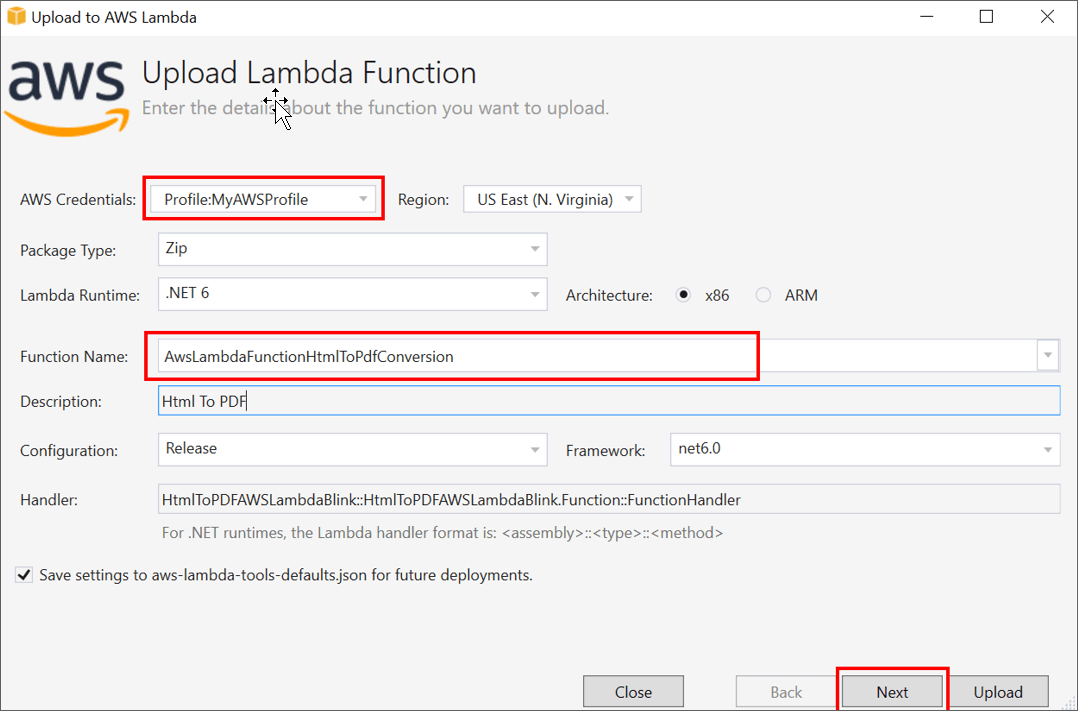 Upload to AWS Lambda
aws
Upload Lambda Function
Enter the details about the function you want to upload.
AWS Credentials: Profile:MyAWSProfile Region: US East (N. Virginia)
Package Type: Zip
Lambda Runtime: .NET 6 Architecture: x86 ARM
Function Name: AwsLambdaFunctionHtmlToPdfConversion
Description: Html To PDF
Configuration: Release Framework: net6.0
Handler: HtmlToPDFAWSLambdaBlink::HtmlToPDFAWSLambdaBlink.Function::FunctionHandler
For .NET runtimes, the Lambda handler format is: <assembly>::<type>::<method>
Save settings to aws-lambda-tools-defaults.json for future deployments.
Close Back Next Upload